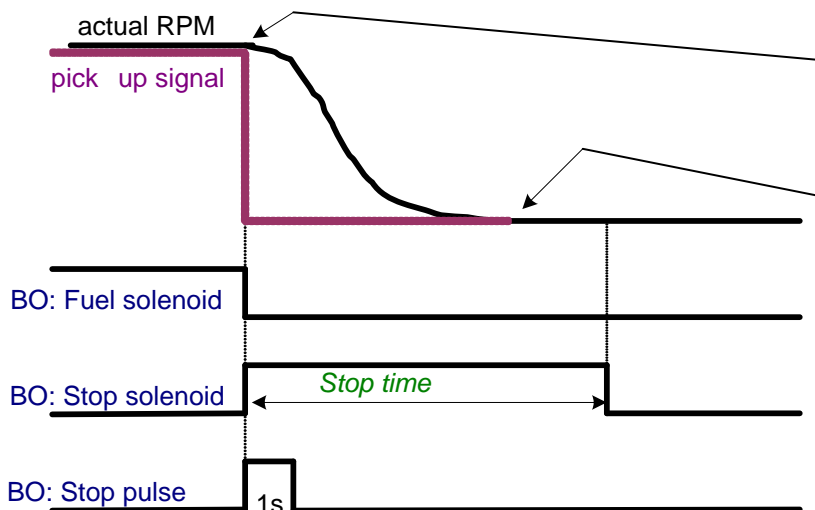 actual RPM
pick up signal
BO: Fuel solenoid
BO: Stop solenoid
Stop time
BO: Stop pulse
1s